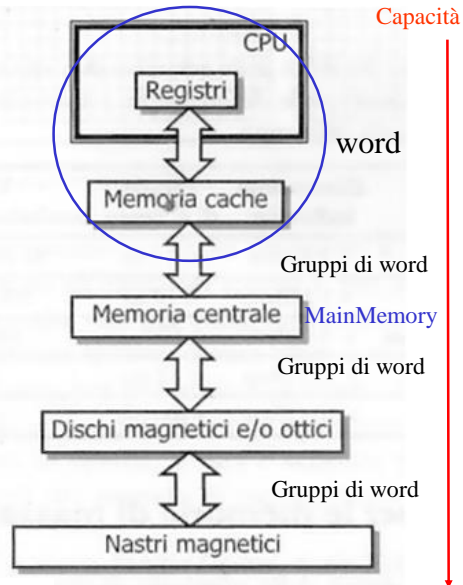 Capacità
CPU
Registri
word
Memoria cache
Gruppi di word
Memoria centrale
MainMemory
Gruppi di word
Dischi magnetici e/o ottici
Gruppi di word
Nastri magnetici